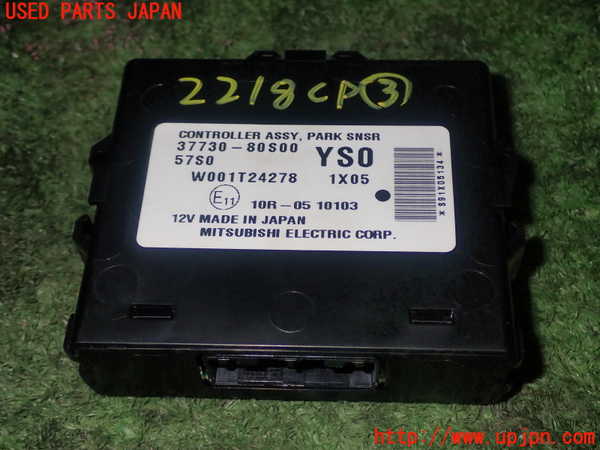 USED PARTS JAPAN
2218CP③
CONTROLLER ASSY, PARK SNSR
37730-80S00
57S0
YS0
W001T24278 1X05
E11 10R-05 10103
12V MADE IN JAPAN
MITSUBISHI ELECTRIC CORP.
*S91X05134*
http://www.upjpn.com